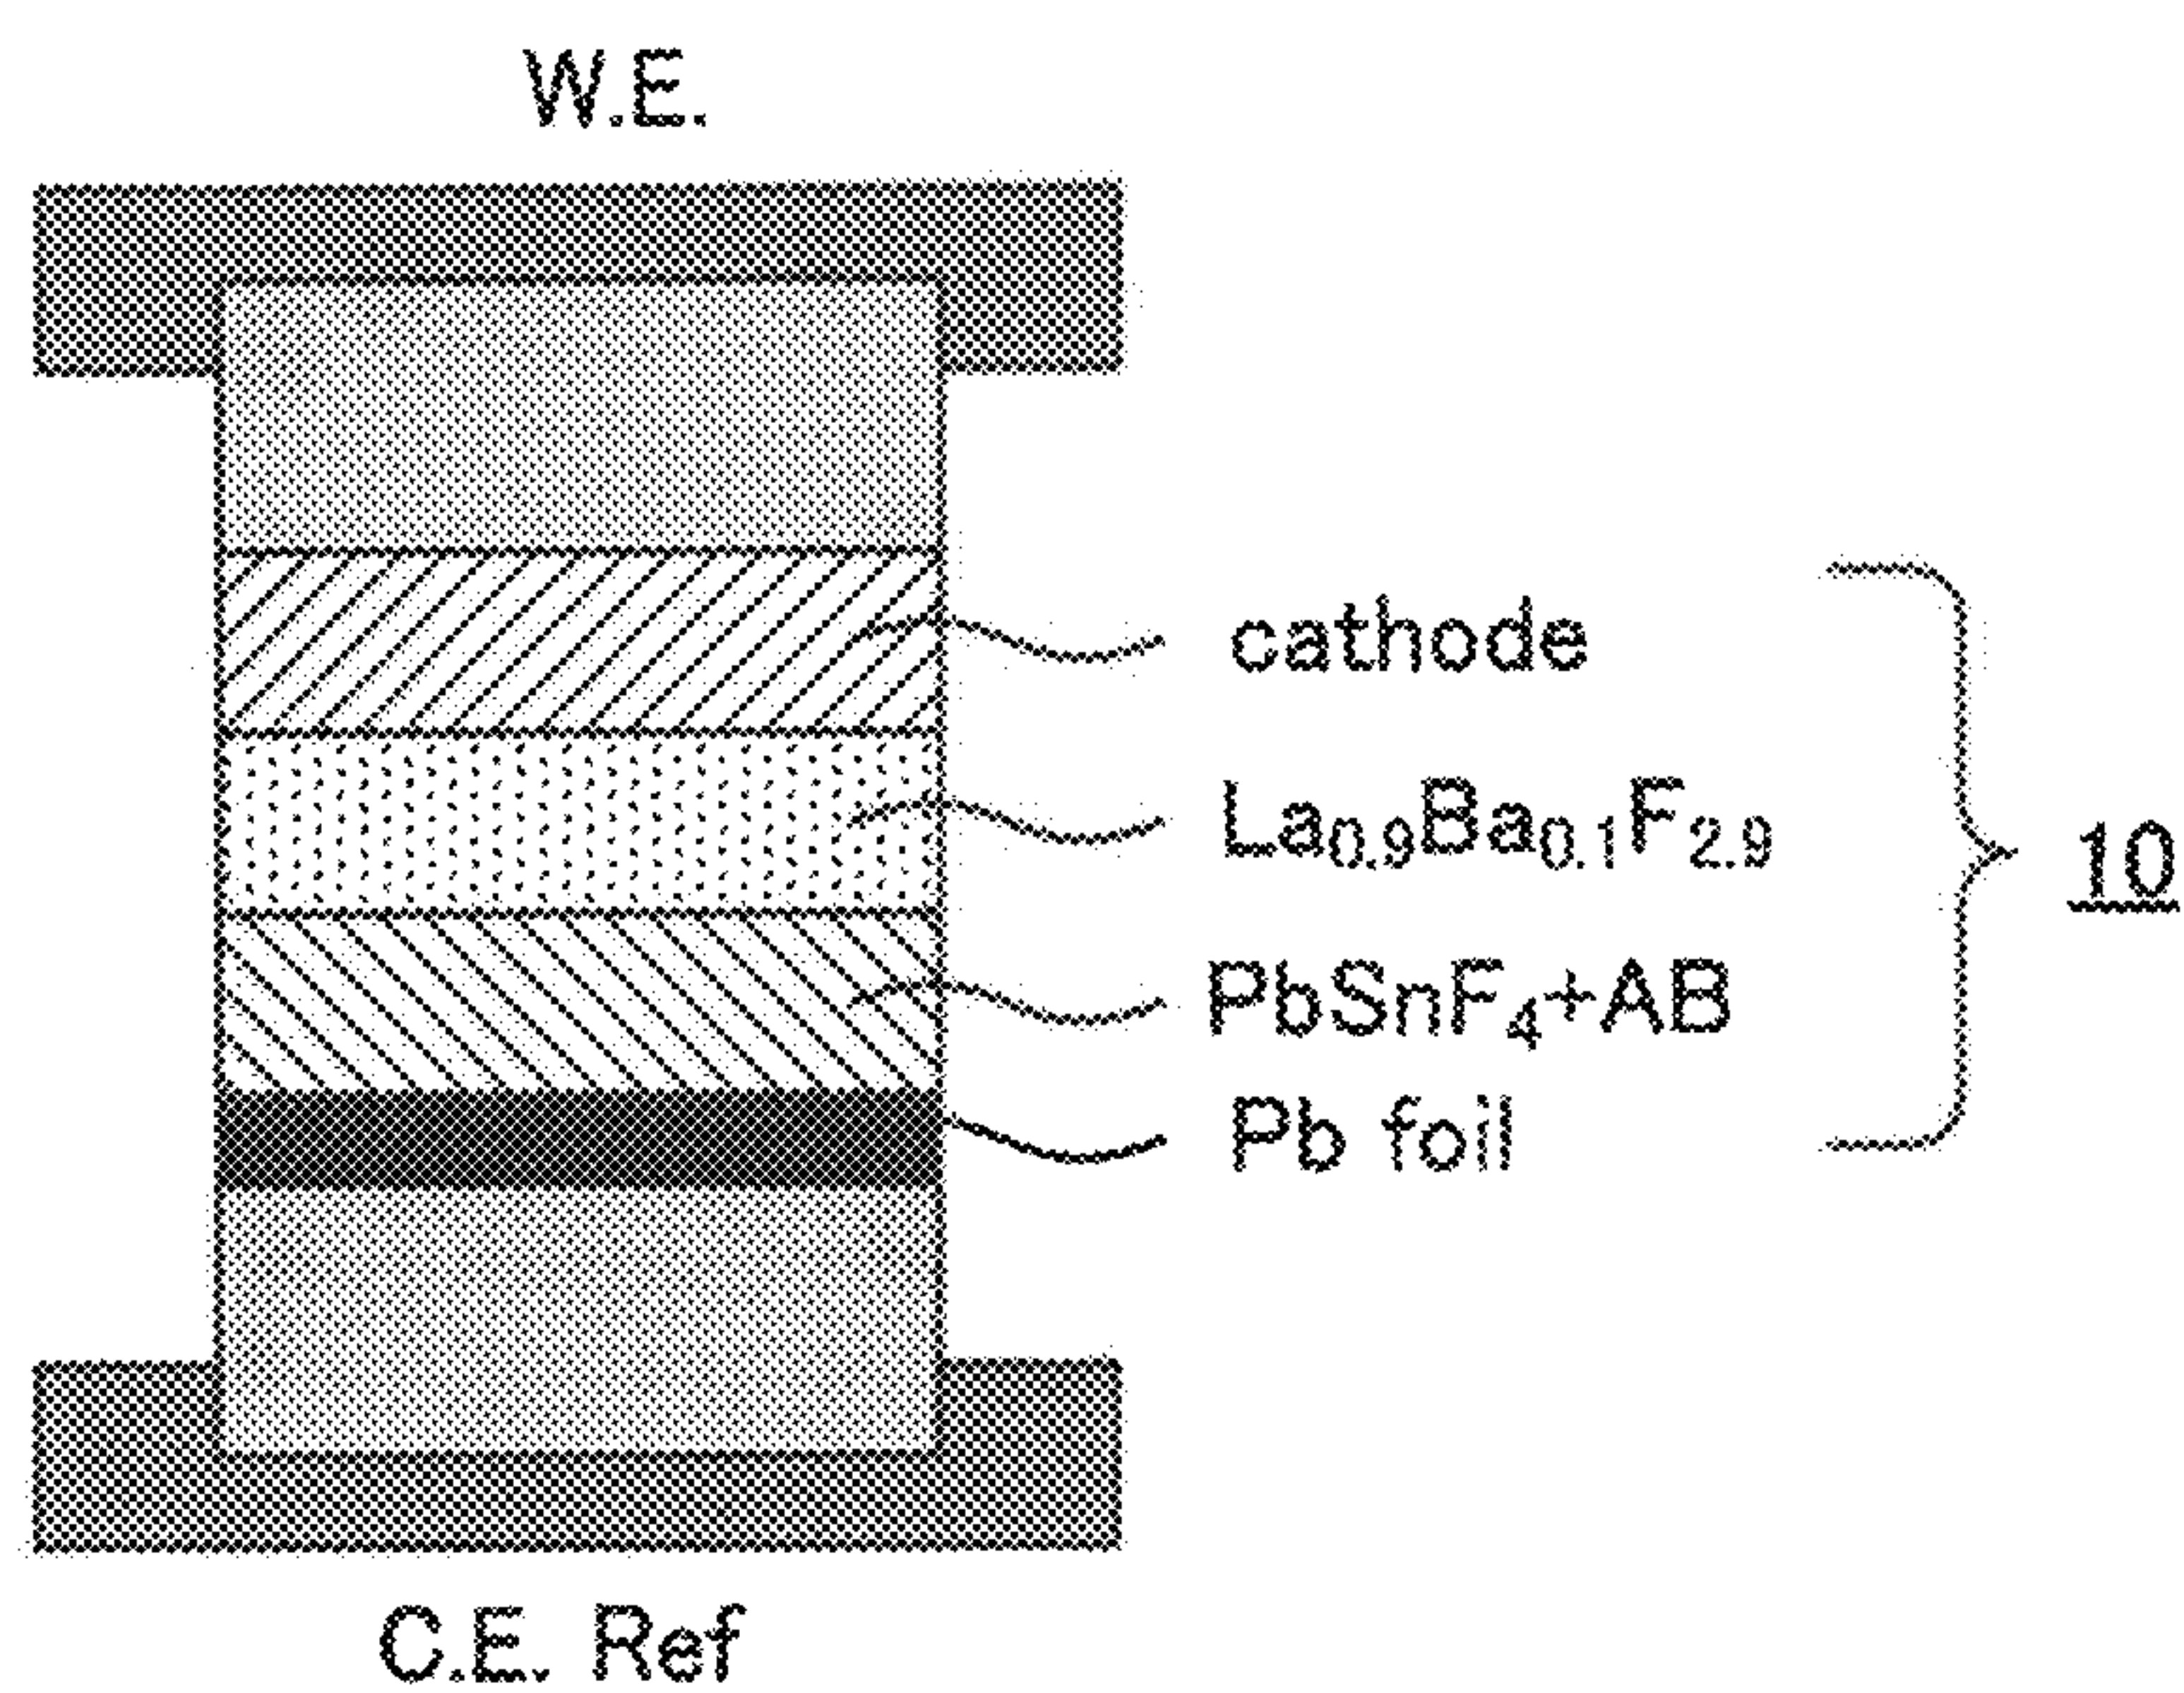 W.E.
cathode
La₀.₉Ba₀.₁F₂.₉
10
PbSnF₄+AB
Pb foil
C.E. Ref